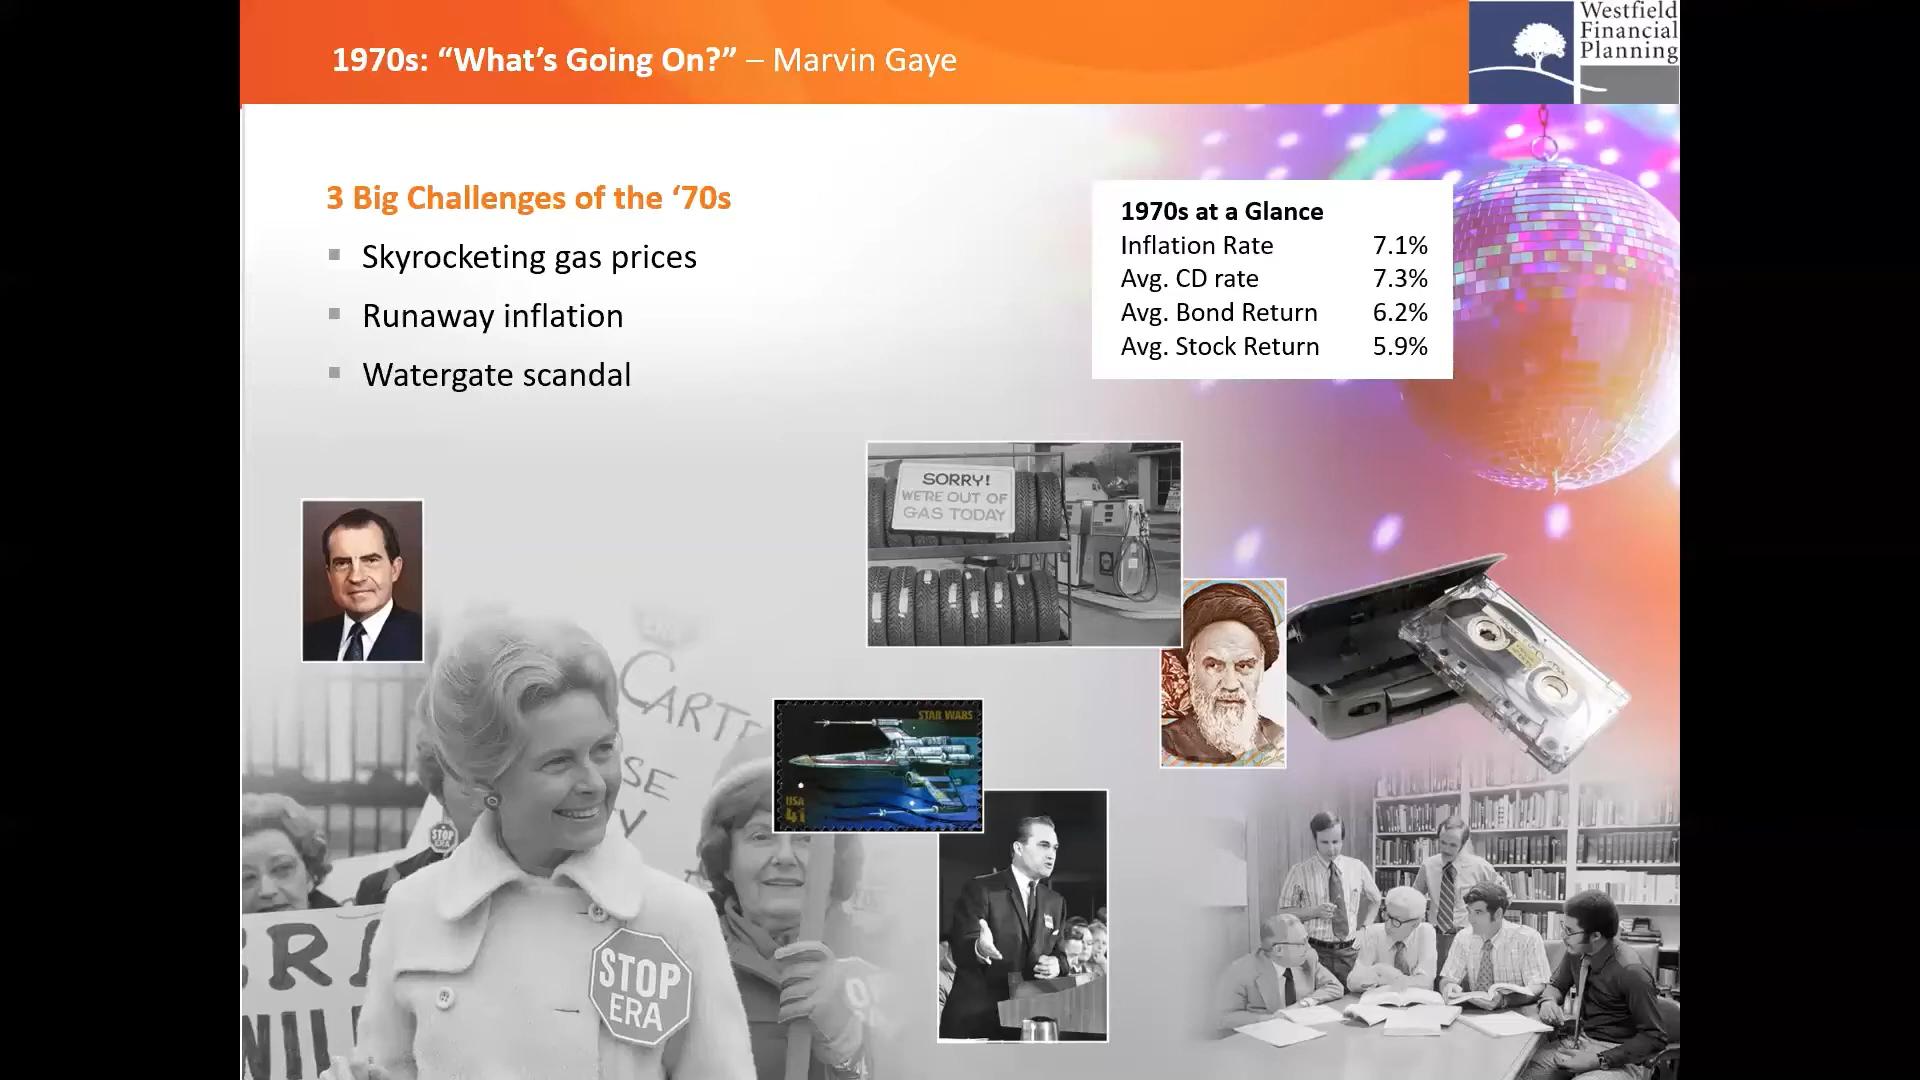 1970s: “What’s Going On?” – Marvin Gaye
Westfield
Financial
Planning
3 Big Challenges of the ‘70s
▪ Skyrocketing gas prices
▪ Runaway inflation
▪ Watergate scandal
1970s at a Glance
Inflation Rate 7.1%
Avg. CD rate 7.3%
Avg. Bond Return 6.2%
Avg. Stock Return 5.9%
SORRY!
WE'RE OUT OF
GAS TODAY
STAR WARS
USA
41
STOP
ERA
STOP
ERA